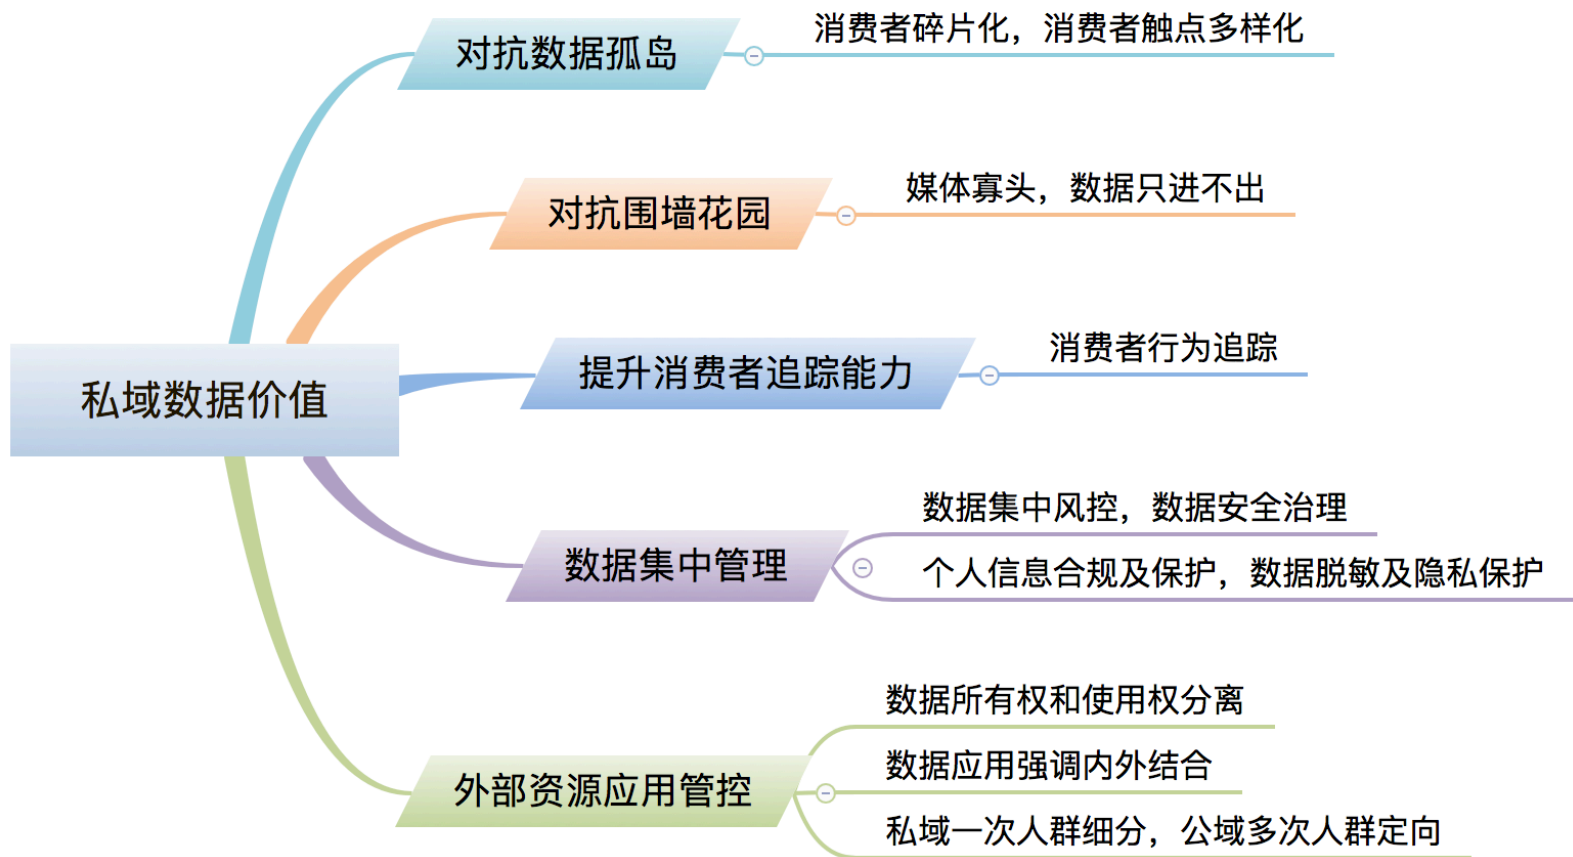 私域数据价值
对抗数据孤岛
消费者碎片化，消费者触点多样化
对抗围墙花园
媒体寡头，数据只进不出
提升消费者追踪能力
消费者行为追踪
数据集中管理
数据集中风控，数据安全治理
个人信息合规及保护，数据脱敏及隐私保护
外部资源应用管控
数据所有权和使用权分离
数据应用强调内外结合
私域一次人群细分，公域多次人群定向